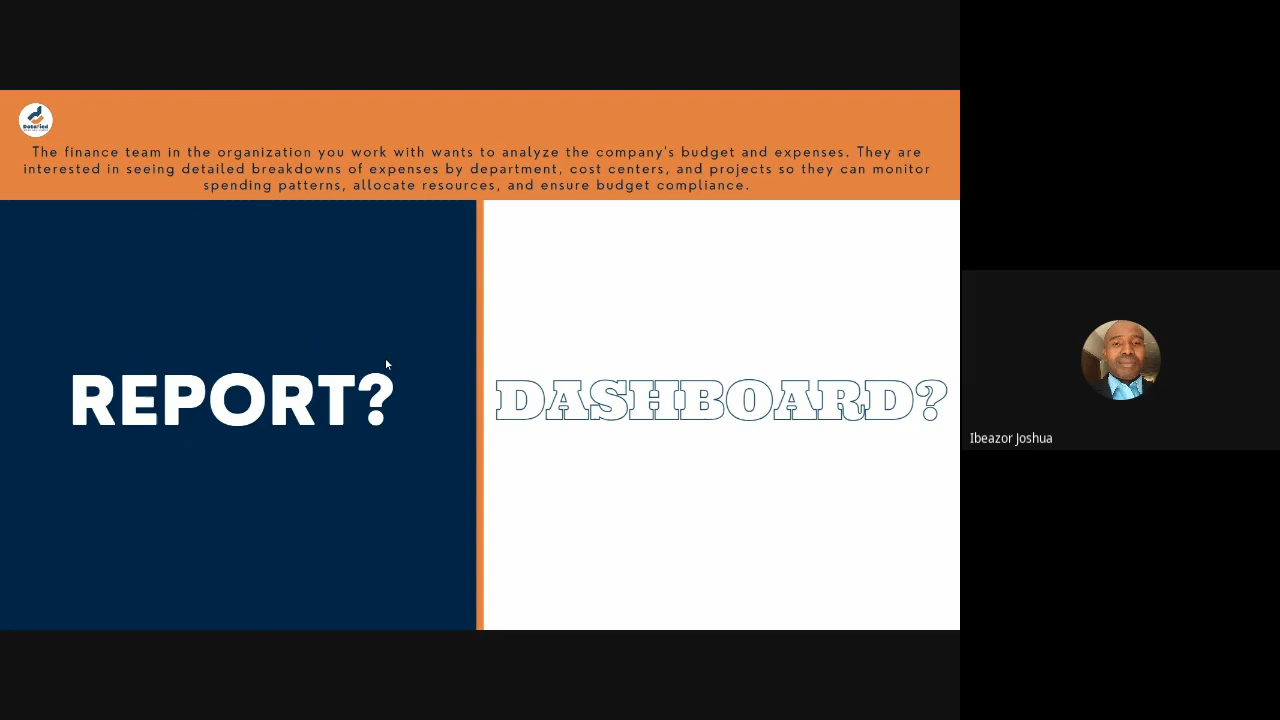 The finance team in the organization you work with wants to analyze the company's budget and expenses. They are
interested in seeing detailed breakdowns of expenses by department, cost centers, and projects so they can monitor
spending patterns, allocate resources, and ensure budget compliance.
REPORT?
DASHBOARD?
Ibeazor Joshua